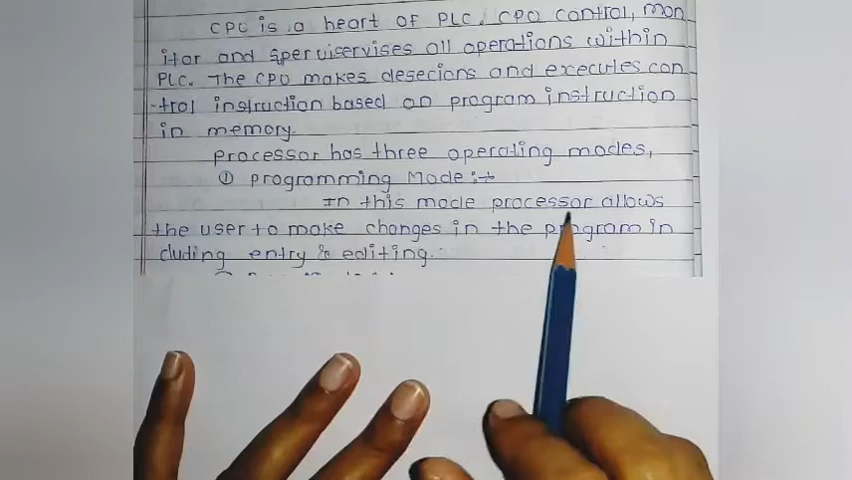 CPU is a heart of PLC. CPU control, mon
itor and sperviservises all operations within
PLC. The CPU makes desecions and executes con
-trol instruction based on program instruction
in memory.
Processor has three operating modes,
① Programming Mode :-
In this mode processor allows
the user to make changes in the program in
cluding entry & editing.